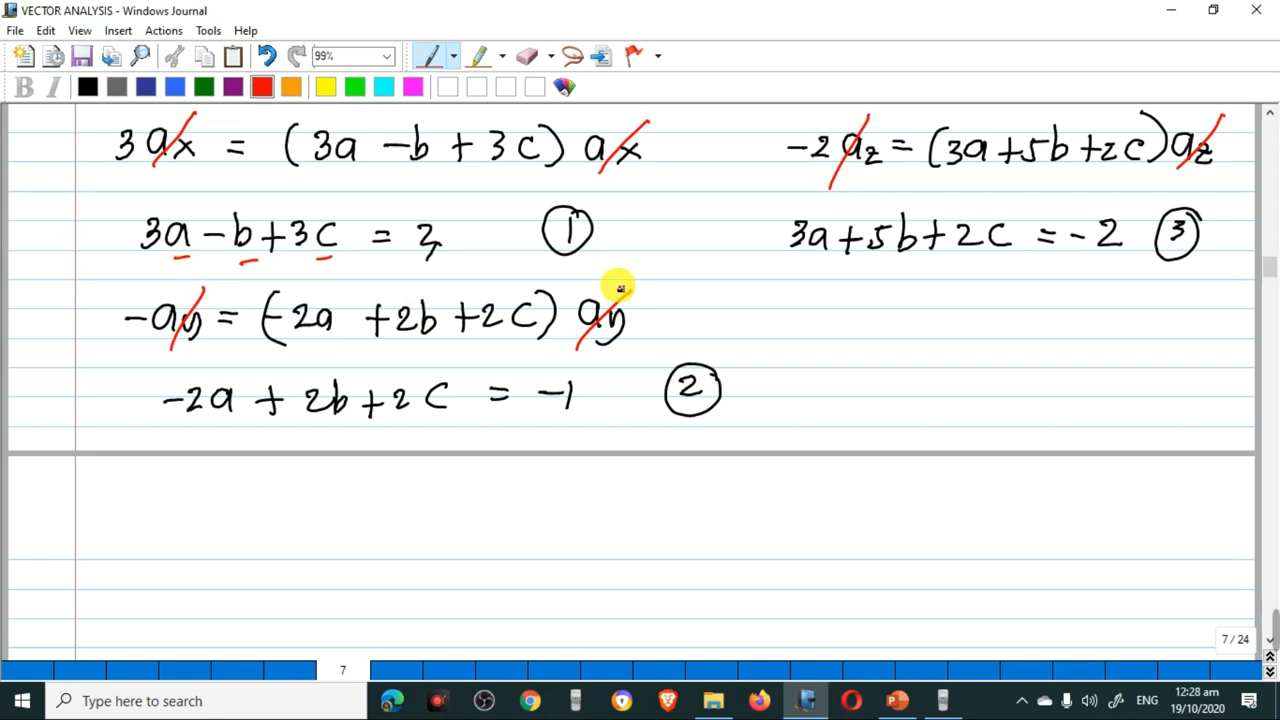 VECTOR ANALYSIS - Windows Journal
File Edit View Insert Actions Tools Help
99%
B I
3ax = (3a - b + 3c) ax
-2az = (3a + 5b + 2c) az
3a - b + 3c = 3, 1
3a + 5b + 2c = -2 3
-ay = (-2a + 2b + 2c) ay
-2a + 2b + 2c = -1 2
7 / 24
7
Type here to search
ENG
12:28 am
19/10/2020